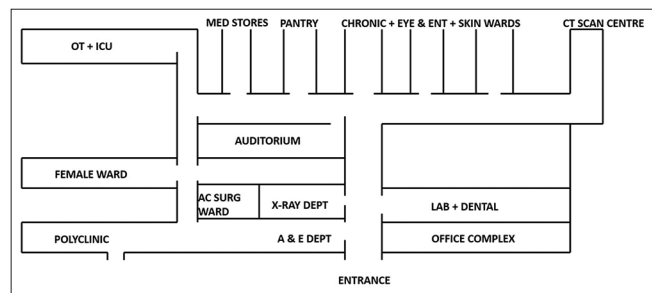 MED STORES PANTRY CHRONIC + EYE & ENT + SKIN WARDS CT SCAN CENTRE
OT + ICU
AUDITORIUM
FEMALE WARD
AC SURG
WARD
X-RAY DEPT
LAB + DENTAL
POLYCLINIC
A & E DEPT
OFFICE COMPLEX
ENTRANCE